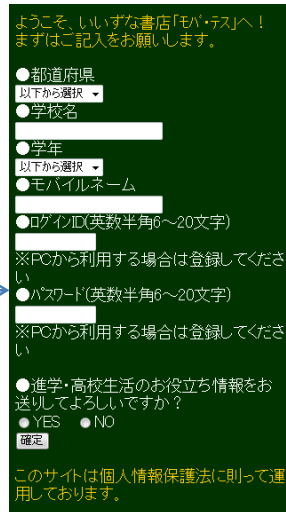 ようこそ、いいずな書店「ﾓﾊﾞ・ﾃｽ」へ！
まずはご記入をお願いします。
●都道府県
以下から選択
●学校名
●学年
以下から選択
●モバイルネーム
●ﾛｸﾞｲﾝID(英数半角6～20文字)
※PCから利用する場合は登録してくださ
い
●ﾊﾟｽﾜｰﾄﾞ(英数半角6～20文字)
※PCから利用する場合は登録してくださ
い
●進学・高校生活のお役立ち情報をお
送りしてよろしいですか？
YES NO
確定
このサイトは個人情報保護法に則って運
用しております。